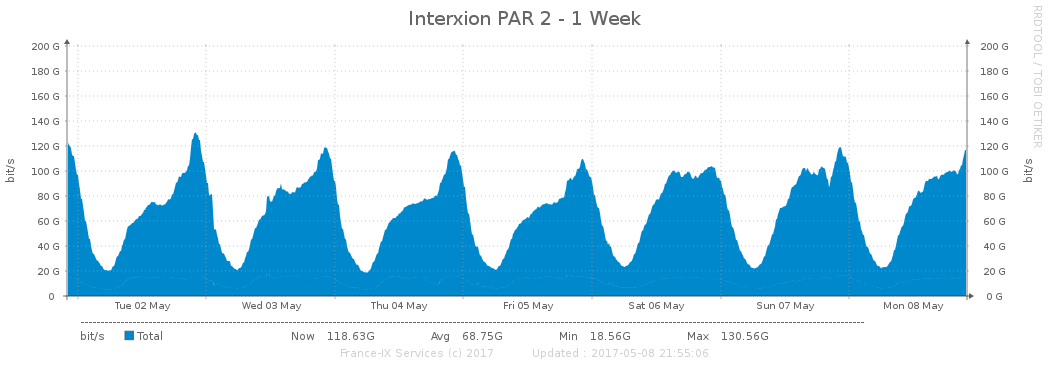 Interxion PAR 2 - 1 Week
RRDTOOL / TOBI OETIKER
bit/s
200 G
180 G
160 G
140 G
120 G
100 G
80 G
60 G
40 G
20 G
0
200 G
180 G
160 G
140 G
120 G
100 G
80 G
60 G
40 G
20 G
0 G
bit/s
Tue 02 May Wed 03 May Thu 04 May Fri 05 May Sat 06 May Sun 07 May Mon 08 May
bit/s Total Now 118.63G Avg 68.75G Min 18.56G Max 130.56G
France-IX Services (c) 2017 Updated : 2017-05-08 21:55:06